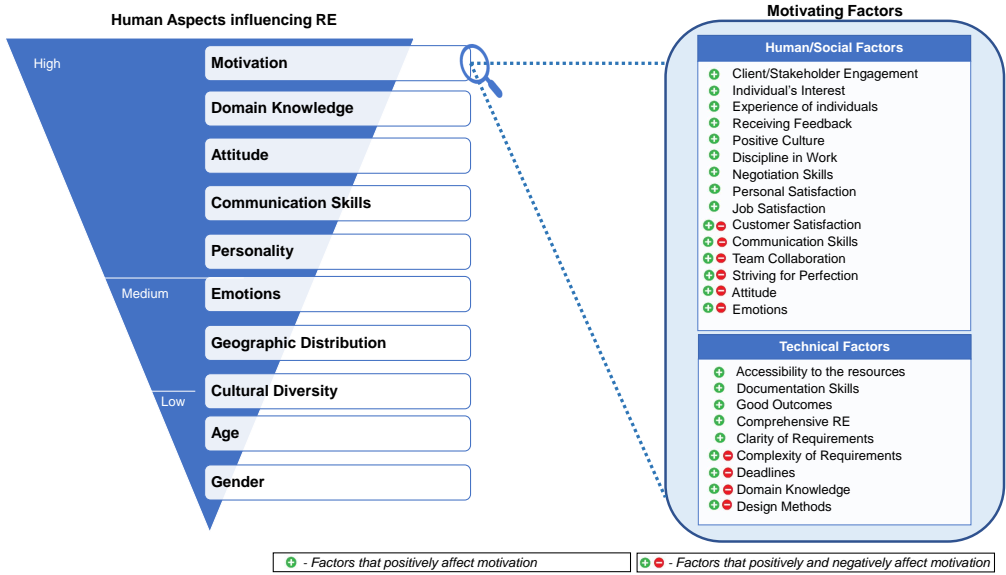 Human Aspects influencing RE
High
Motivation
Domain Knowledge
Attitude
Communication Skills
Personality
Medium
Emotions
Geographic Distribution
Cultural Diversity
Low
Age
Gender
Motivating Factors
Human/Social Factors
Client/Stakeholder Engagement
Individual's Interest
Experience of individuals
Receiving Feedback
Positive Culture
Discipline in Work
Negotiation Skills
Personal Satisfaction
Job Satisfaction
Customer Satisfaction
Communication Skills
Team Collaboration
Striving for Perfection
Attitude
Emotions
Technical Factors
Accessibility to the resources
Documentation Skills
Good Outcomes
Comprehensive RE
Clarity of Requirements
Complexity of Requirements
Deadlines
Domain Knowledge
Design Methods
- Factors that positively affect motivation
- Factors that positively and negatively affect motivation